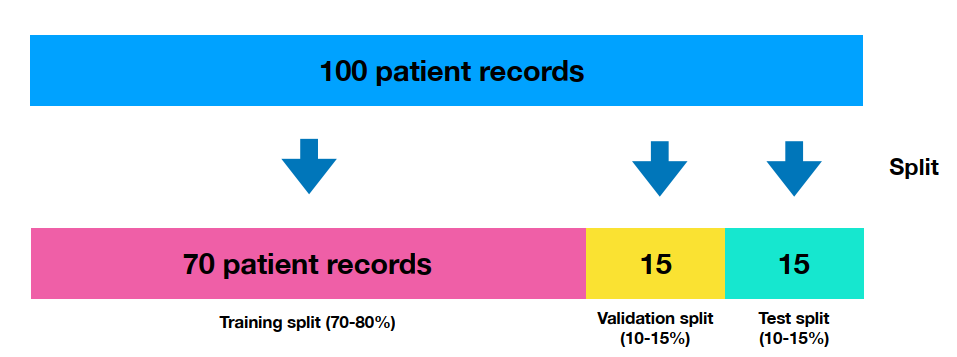 100 patient records
Split
70 patient records
15
15
Training split (70-80%)
Validation split
(10-15%)
Test split
(10-15%)